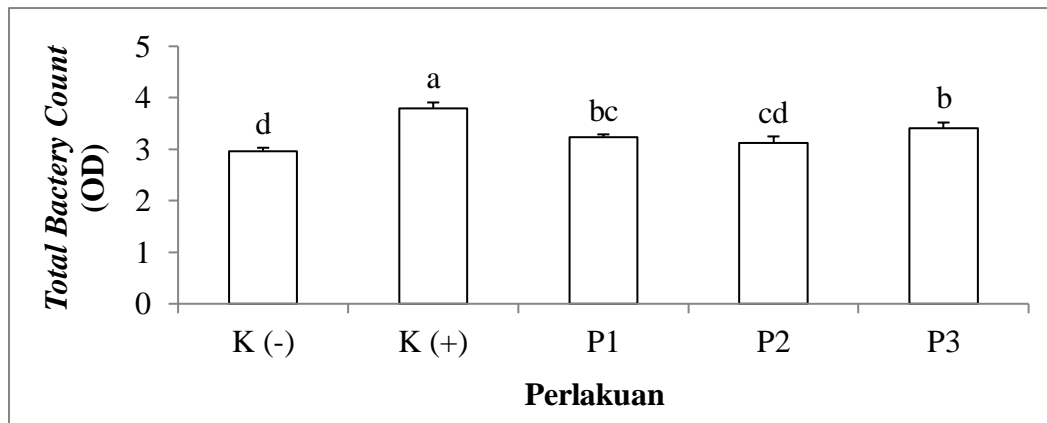 Total Bactery Count
(OD)
5
4
3
2
1
0
d
a
bc
cd
b
K (-) K (+) P1 P2 P3
Perlakuan